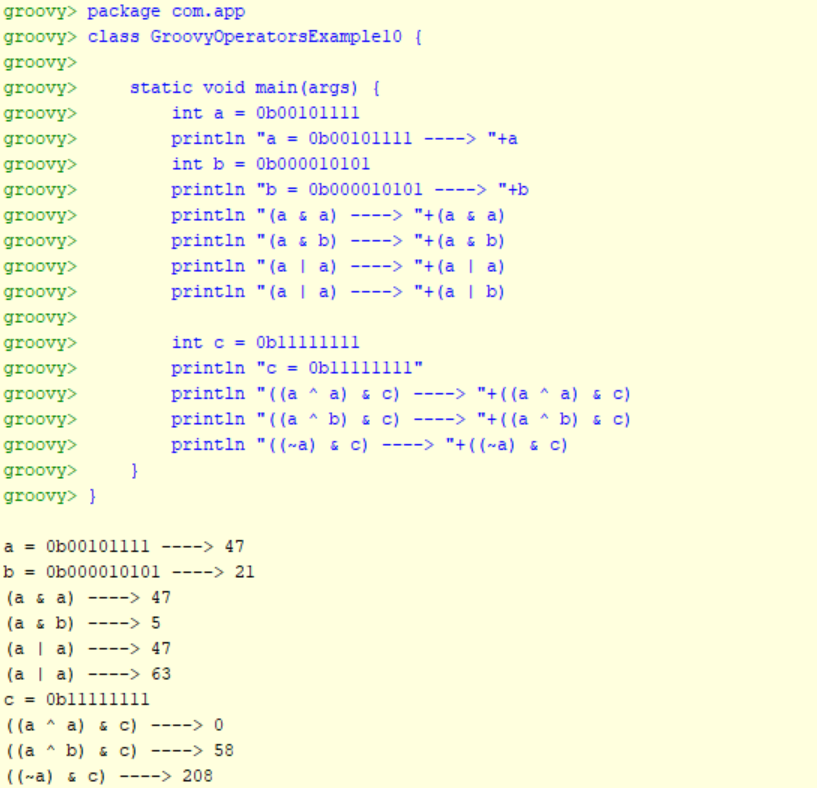 groovy> package com.app
groovy> class GroovyOperatorsExample10 {
groovy>
groovy>     static void main(args) {
groovy>         int a = 0b00101111
groovy>         println "a = 0b00101111 ----> "+a
groovy>         int b = 0b000010101
groovy>         println "b = 0b000010101 ----> "+b
groovy>         println "(a & a) ----> "+(a & a)
groovy>         println "(a & b) ----> "+(a & b)
groovy>         println "(a | a) ----> "+(a | a)
groovy>         println "(a | a) ----> "+(a | b)
groovy>
groovy>         int c = 0b11111111
groovy>         println "c = 0b11111111"
groovy>         println "((a ^ a) & c) ----> "+((a ^ a) & c)
groovy>         println "((a ^ b) & c) ----> "+((a ^ b) & c)
groovy>         println "((~a) & c) ----> "+((~a) & c)
groovy>     }
groovy> }

a = 0b00101111 ----> 47
b = 0b000010101 ----> 21
(a & a) ----> 47
(a & b) ----> 5
(a | a) ----> 47
(a | a) ----> 63
c = 0b11111111
((a ^ a) & c) ----> 0
((a ^ b) & c) ----> 58
((~a) & c) ----> 208